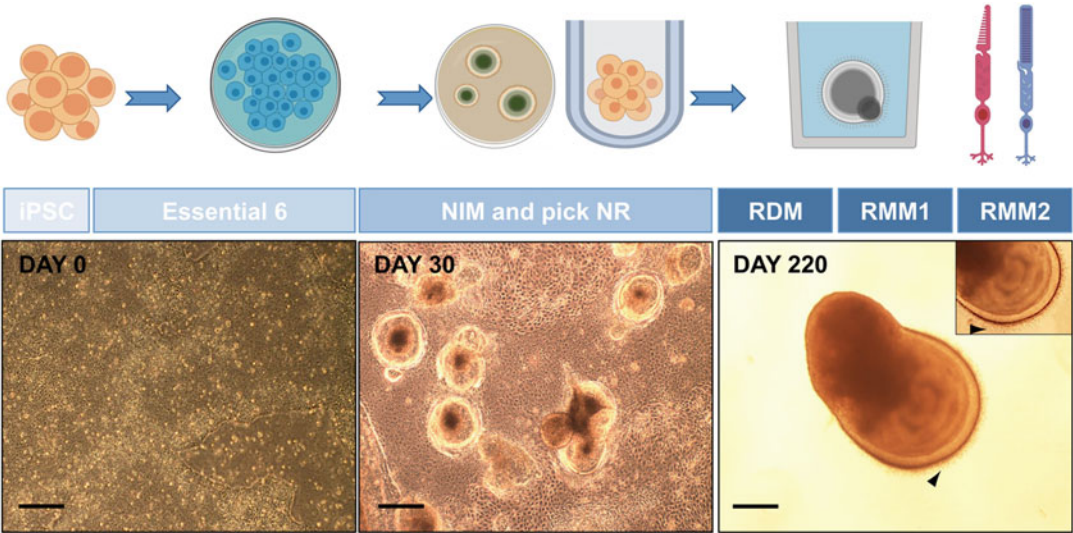 iPSC
Essential 6
NIM and pick NR
RDM
RMM1
RMM2
DAY 0
DAY 30
DAY 220